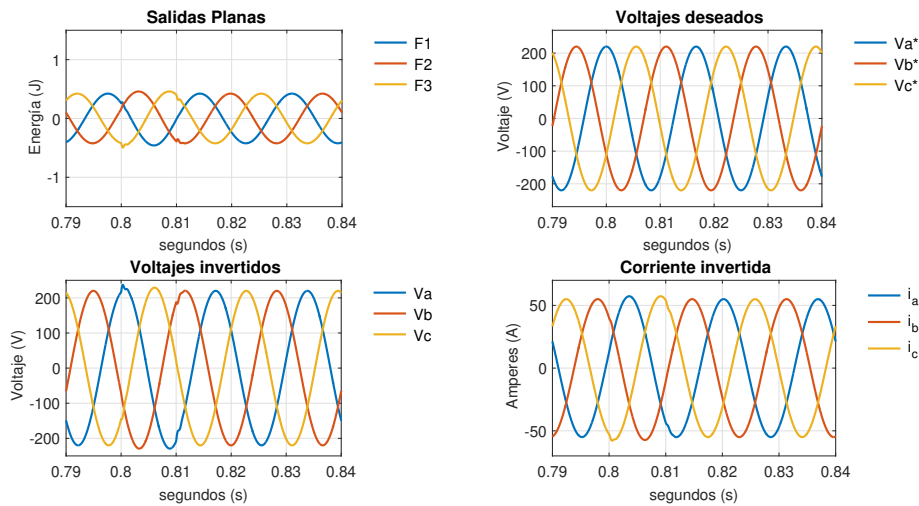 Salidas Planas
Energía (J)
1
0
-1
0.79 0.8 0.81 0.82 0.83 0.84
segundos (s)
F1
F2
F3
Voltajes deseados
Voltaje (V)
200
100
0
-100
-200
0.79 0.8 0.81 0.82 0.83 0.84
segundos (s)
Va*
Vb*
Vc*
Voltajes invertidos
Voltaje (V)
200
100
0
-100
-200
0.79 0.8 0.81 0.82 0.83 0.84
segundos (s)
Va
Vb
Vc
Corriente invertida
Amperes (A)
50
0
-50
0.79 0.8 0.81 0.82 0.83 0.84
segundos (s)
i_a
i_b
i_c